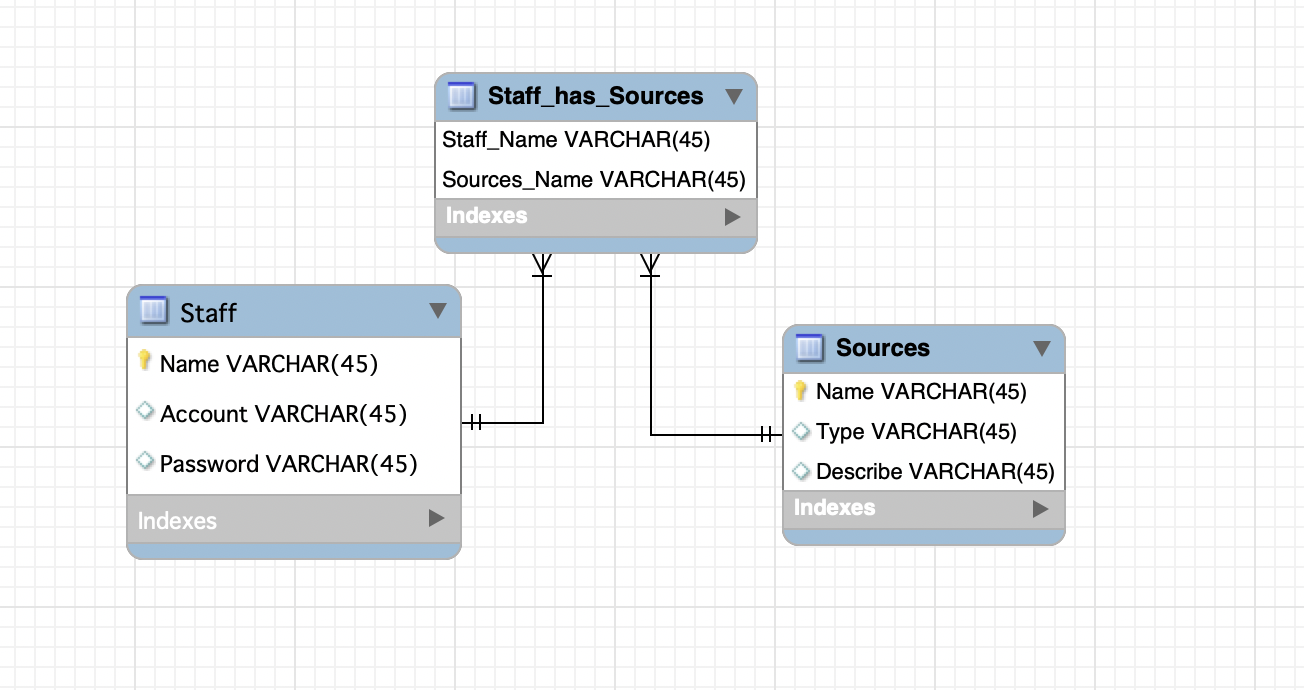 Staff_has_Sources
Staff_Name VARCHAR(45)
Sources_Name VARCHAR(45)
Indexes
Staff
Name VARCHAR(45)
Account VARCHAR(45)
Password VARCHAR(45)
Indexes
Sources
Name VARCHAR(45)
Type VARCHAR(45)
Describe VARCHAR(45)
Indexes